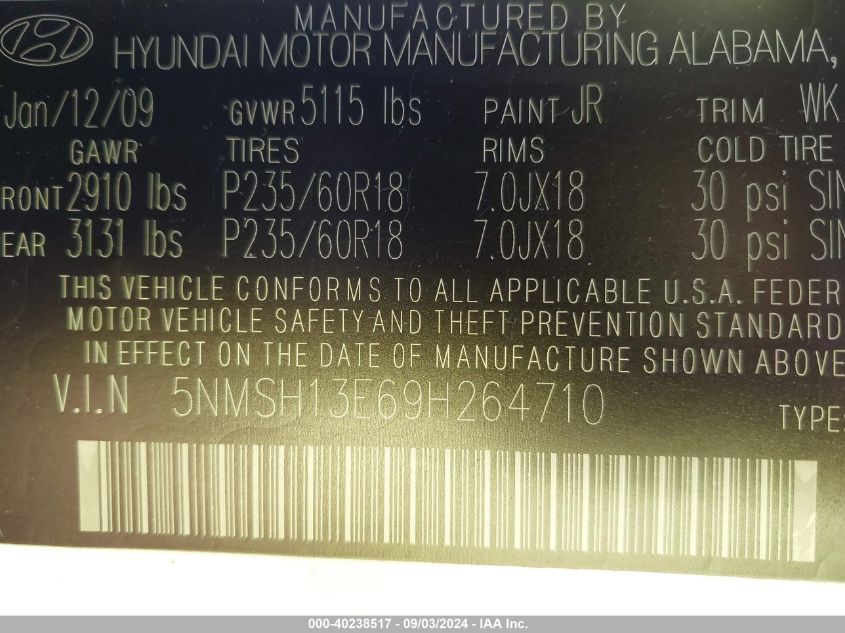 MANUFACTURED BY
HYUNDAI MOTOR MANUFACTURING ALABAMA,
Jan/12/09 GVWR 5115 lbs PAINT JR TRIM WK
GAWR TIRES RIMS COLD TIRE
RONT 2910 lbs P235/60R18 7.0JX18 30 psi SIN
EAR 3131 lbs P235/60R18 7.0JX18 30 psi SIN
THIS VEHICLE CONFORMS TO ALL APPLICABLE U.S.A. FEDER
MOTOR VEHICLE SAFETY AND THEFT PREVENTION STANDARD
IN EFFECT ON THE DATE OF MANUFACTURE SHOWN ABOVE
V.I.N 5NMSH13E69H264710
TYPE:
000-40238517 - 09/03/2024 - IAA Inc.